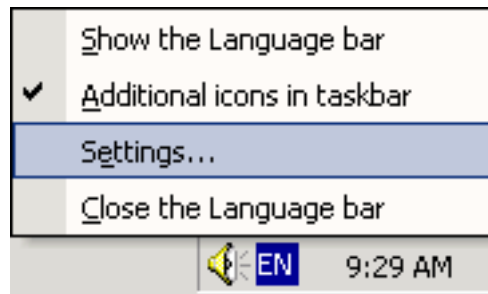 Show the Language bar
Additional icons in taskbar
Settings...
Close the Language bar
EN 9:29 AM